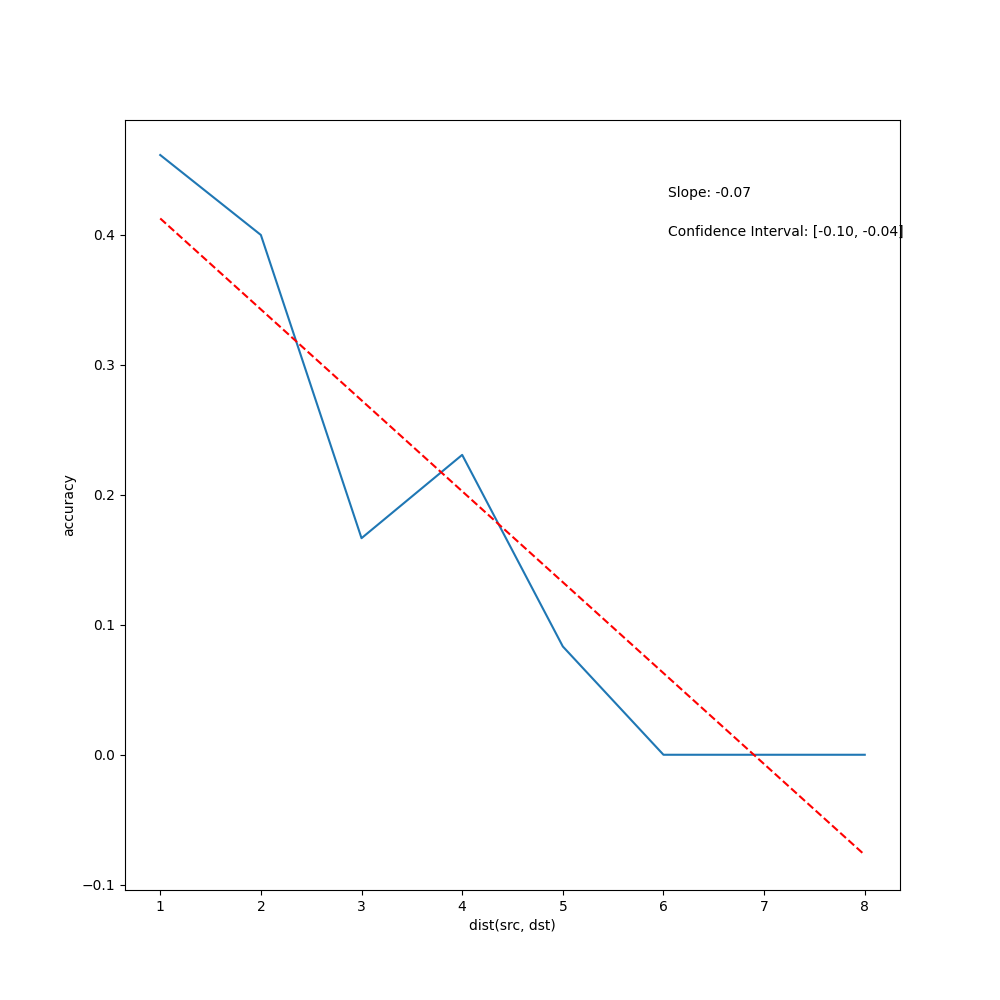 Slope: -0.07
Confidence Interval: [-0.10, -0.04]
0.4
0.3
0.2
0.1
0.0
−0.1
accuracy
1 2 3 4 5 6 7 8
dist(src, dst)